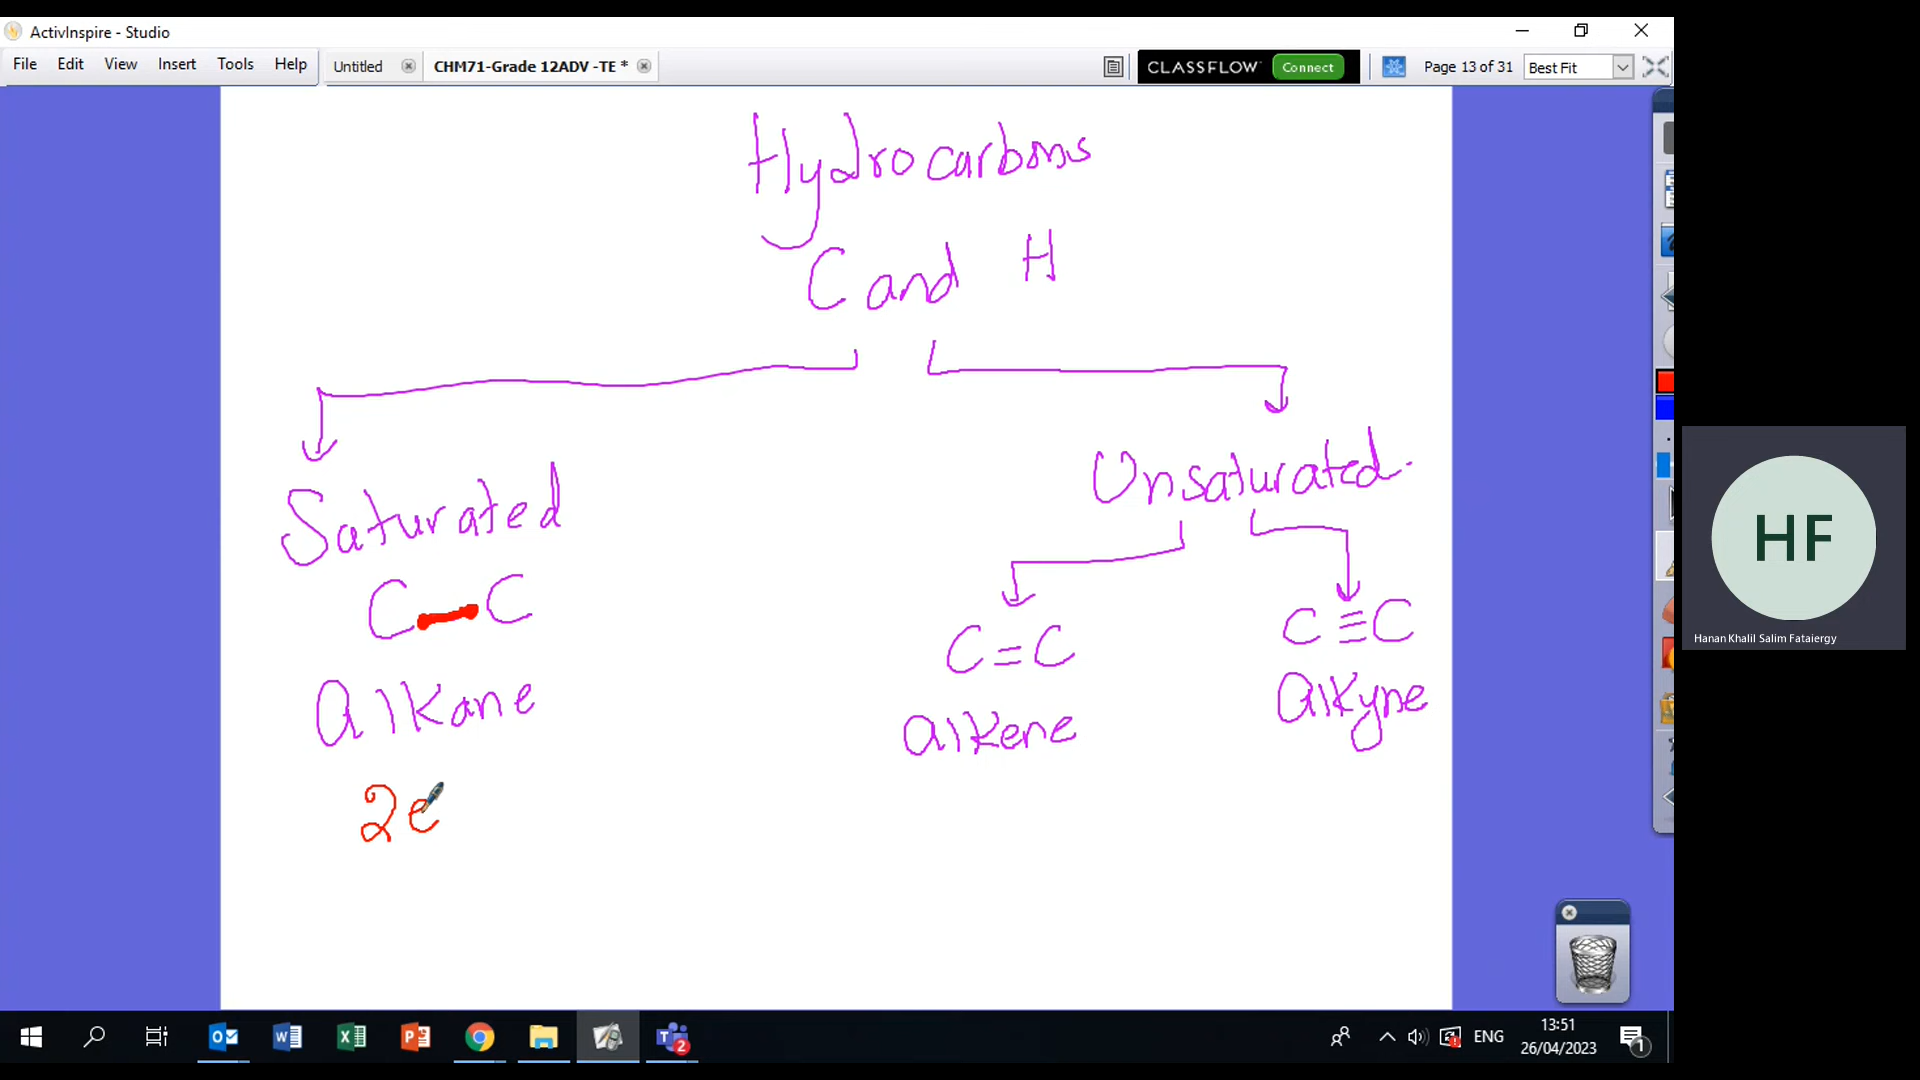 ActivInspire - Studio
File Edit View Insert Tools Help
Untitled
CHM71-Grade 12ADV -TE *
CLASSFLOW Connect
Page 13 of 31
Best Fit
Hydrocarbons
C and H
Saturated
Unsaturated
C-C
C=C
C≡C
alkane
alkene
alkyne
2e
HF
Hanan Khalil Salim Fataiergy
ENG
13:51
26/04/2023
2
1